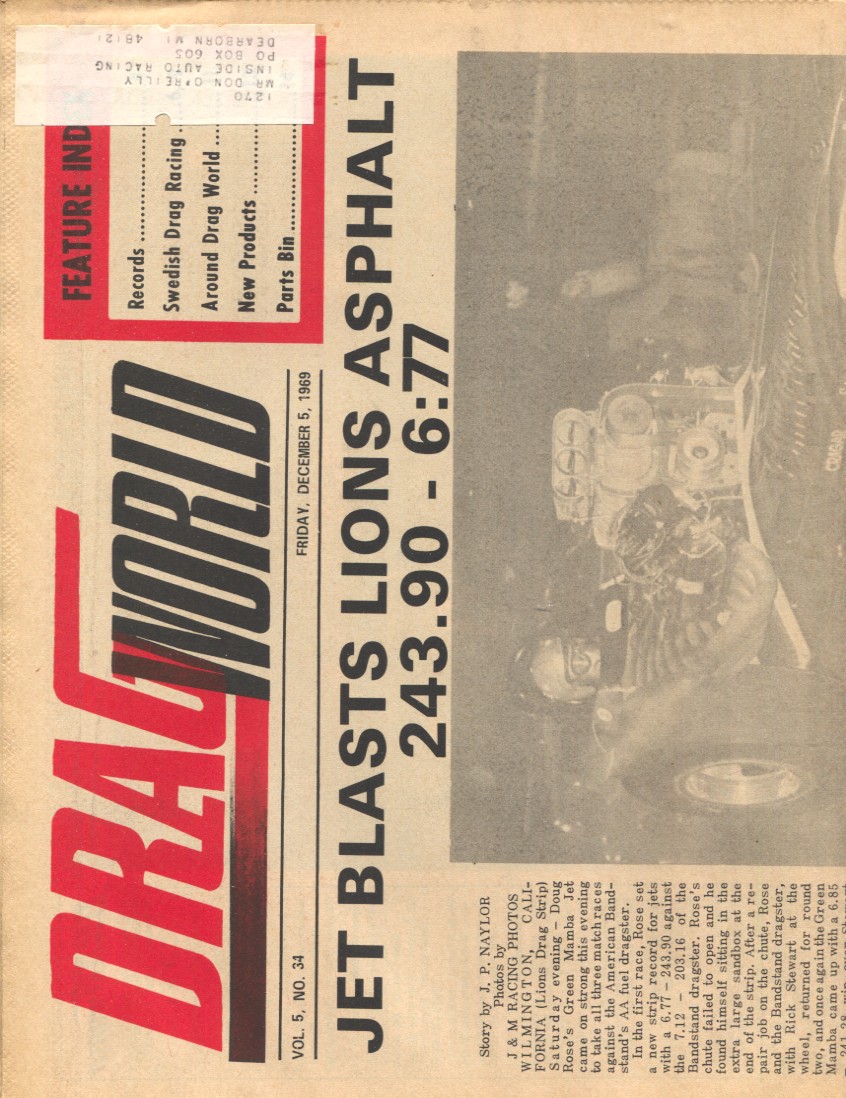 1270
MR DON O'REILLY
INSIDE AUTO RACING
PO BOX 605
DEARBORN MI 48121
DRAG WORLD
FEATURE IND
Records
Swedish Drag Racing
Around Drag World
New Products
Parts Bin
VOL. 5, NO. 34
FRIDAY, DECEMBER 5, 1969
JET BLASTS LIONS ASPHALT
243.90 - 6:77
Story by J. P. NAYLOR
Photos by
J & M RACING PHOTOS
WILMINGTON, CALI-
FORNIA (Lions Drag Strip)
Saturday evening — Doug
Rose's Green Mamba Jet
came on strong this evening
to take all three match races
against the American Band-
stand's AA fuel dragster.
In the first race, Rose set
a new strip record for jets
with a 6.77 - 243.90 against
the 7.12 - 203.16 of the
Bandstand dragster. Rose's
chute failed to open and he
found himself sitting in the
extra large sandbox at the
end of the strip. After a re-
pair job on the chute, Rose
and the Bandstand dragster,
with Rick Stewart at the
wheel, returned for round
two, and once again the Green
Mamba came up with a 6.85